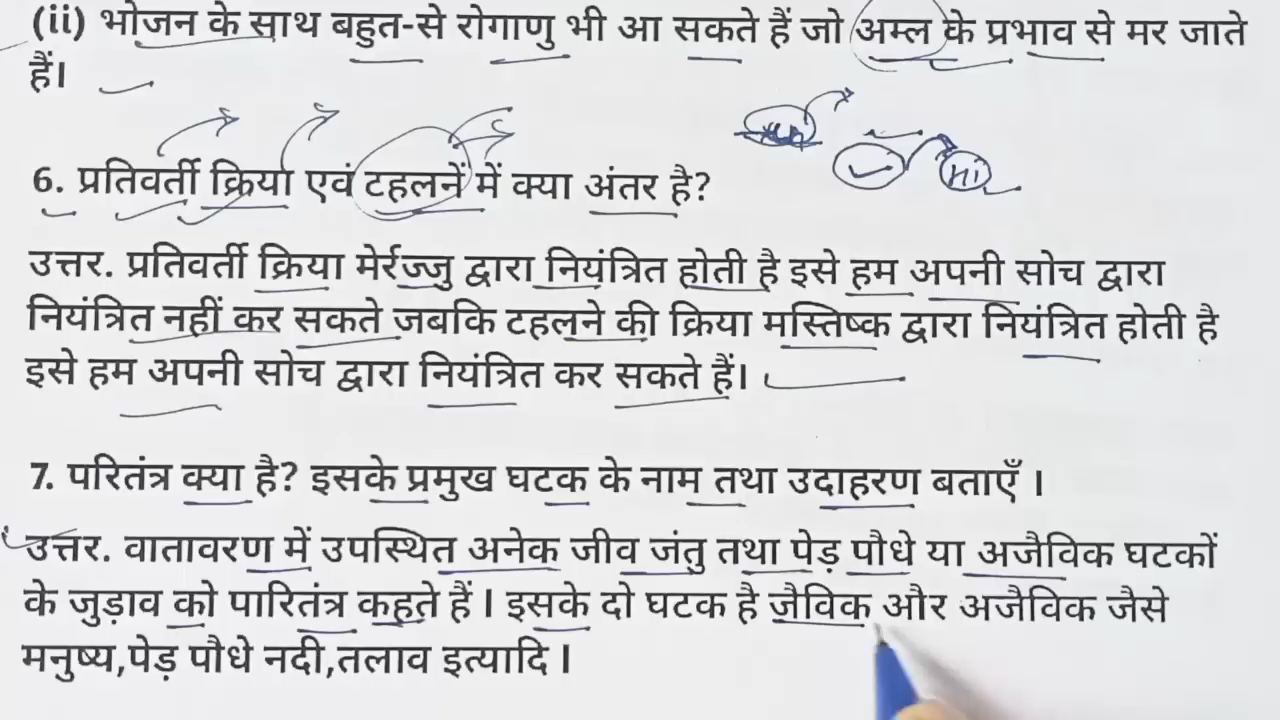 (ii) भोजन के साथ बहुत-से रोगाणु भी आ सकते हैं जो अम्ल के प्रभाव से मर जाते
हैं।
Hi
6. प्रतिवर्ती क्रिया एवं टहलनें में क्या अंतर है?
उत्तर. प्रतिवर्ती क्रिया मेर्रज्जु द्वारा नियंत्रित होती है इसे हम अपनी सोच द्वारा
नियंत्रित नहीं कर सकते जबकि टहलने की क्रिया मस्तिष्क द्वारा नियंत्रित होती है
इसे हम अपनी सोच द्वारा नियंत्रित कर सकते हैं।
7. परितंत्र क्या है? इसके प्रमुख घटक के नाम तथा उदाहरण बताएँ ।
उत्तर. वातावरण में उपस्थित अनेक जीव जंतु तथा पेड़ पौधे या अजैविक घटकों
के जुड़ाव को पारितंत्र कहते हैं । इसके दो घटक है जैविक और अजैविक जैसे
मनुष्य,पेड़ पौधे नदी,तलाव इत्यादि ।